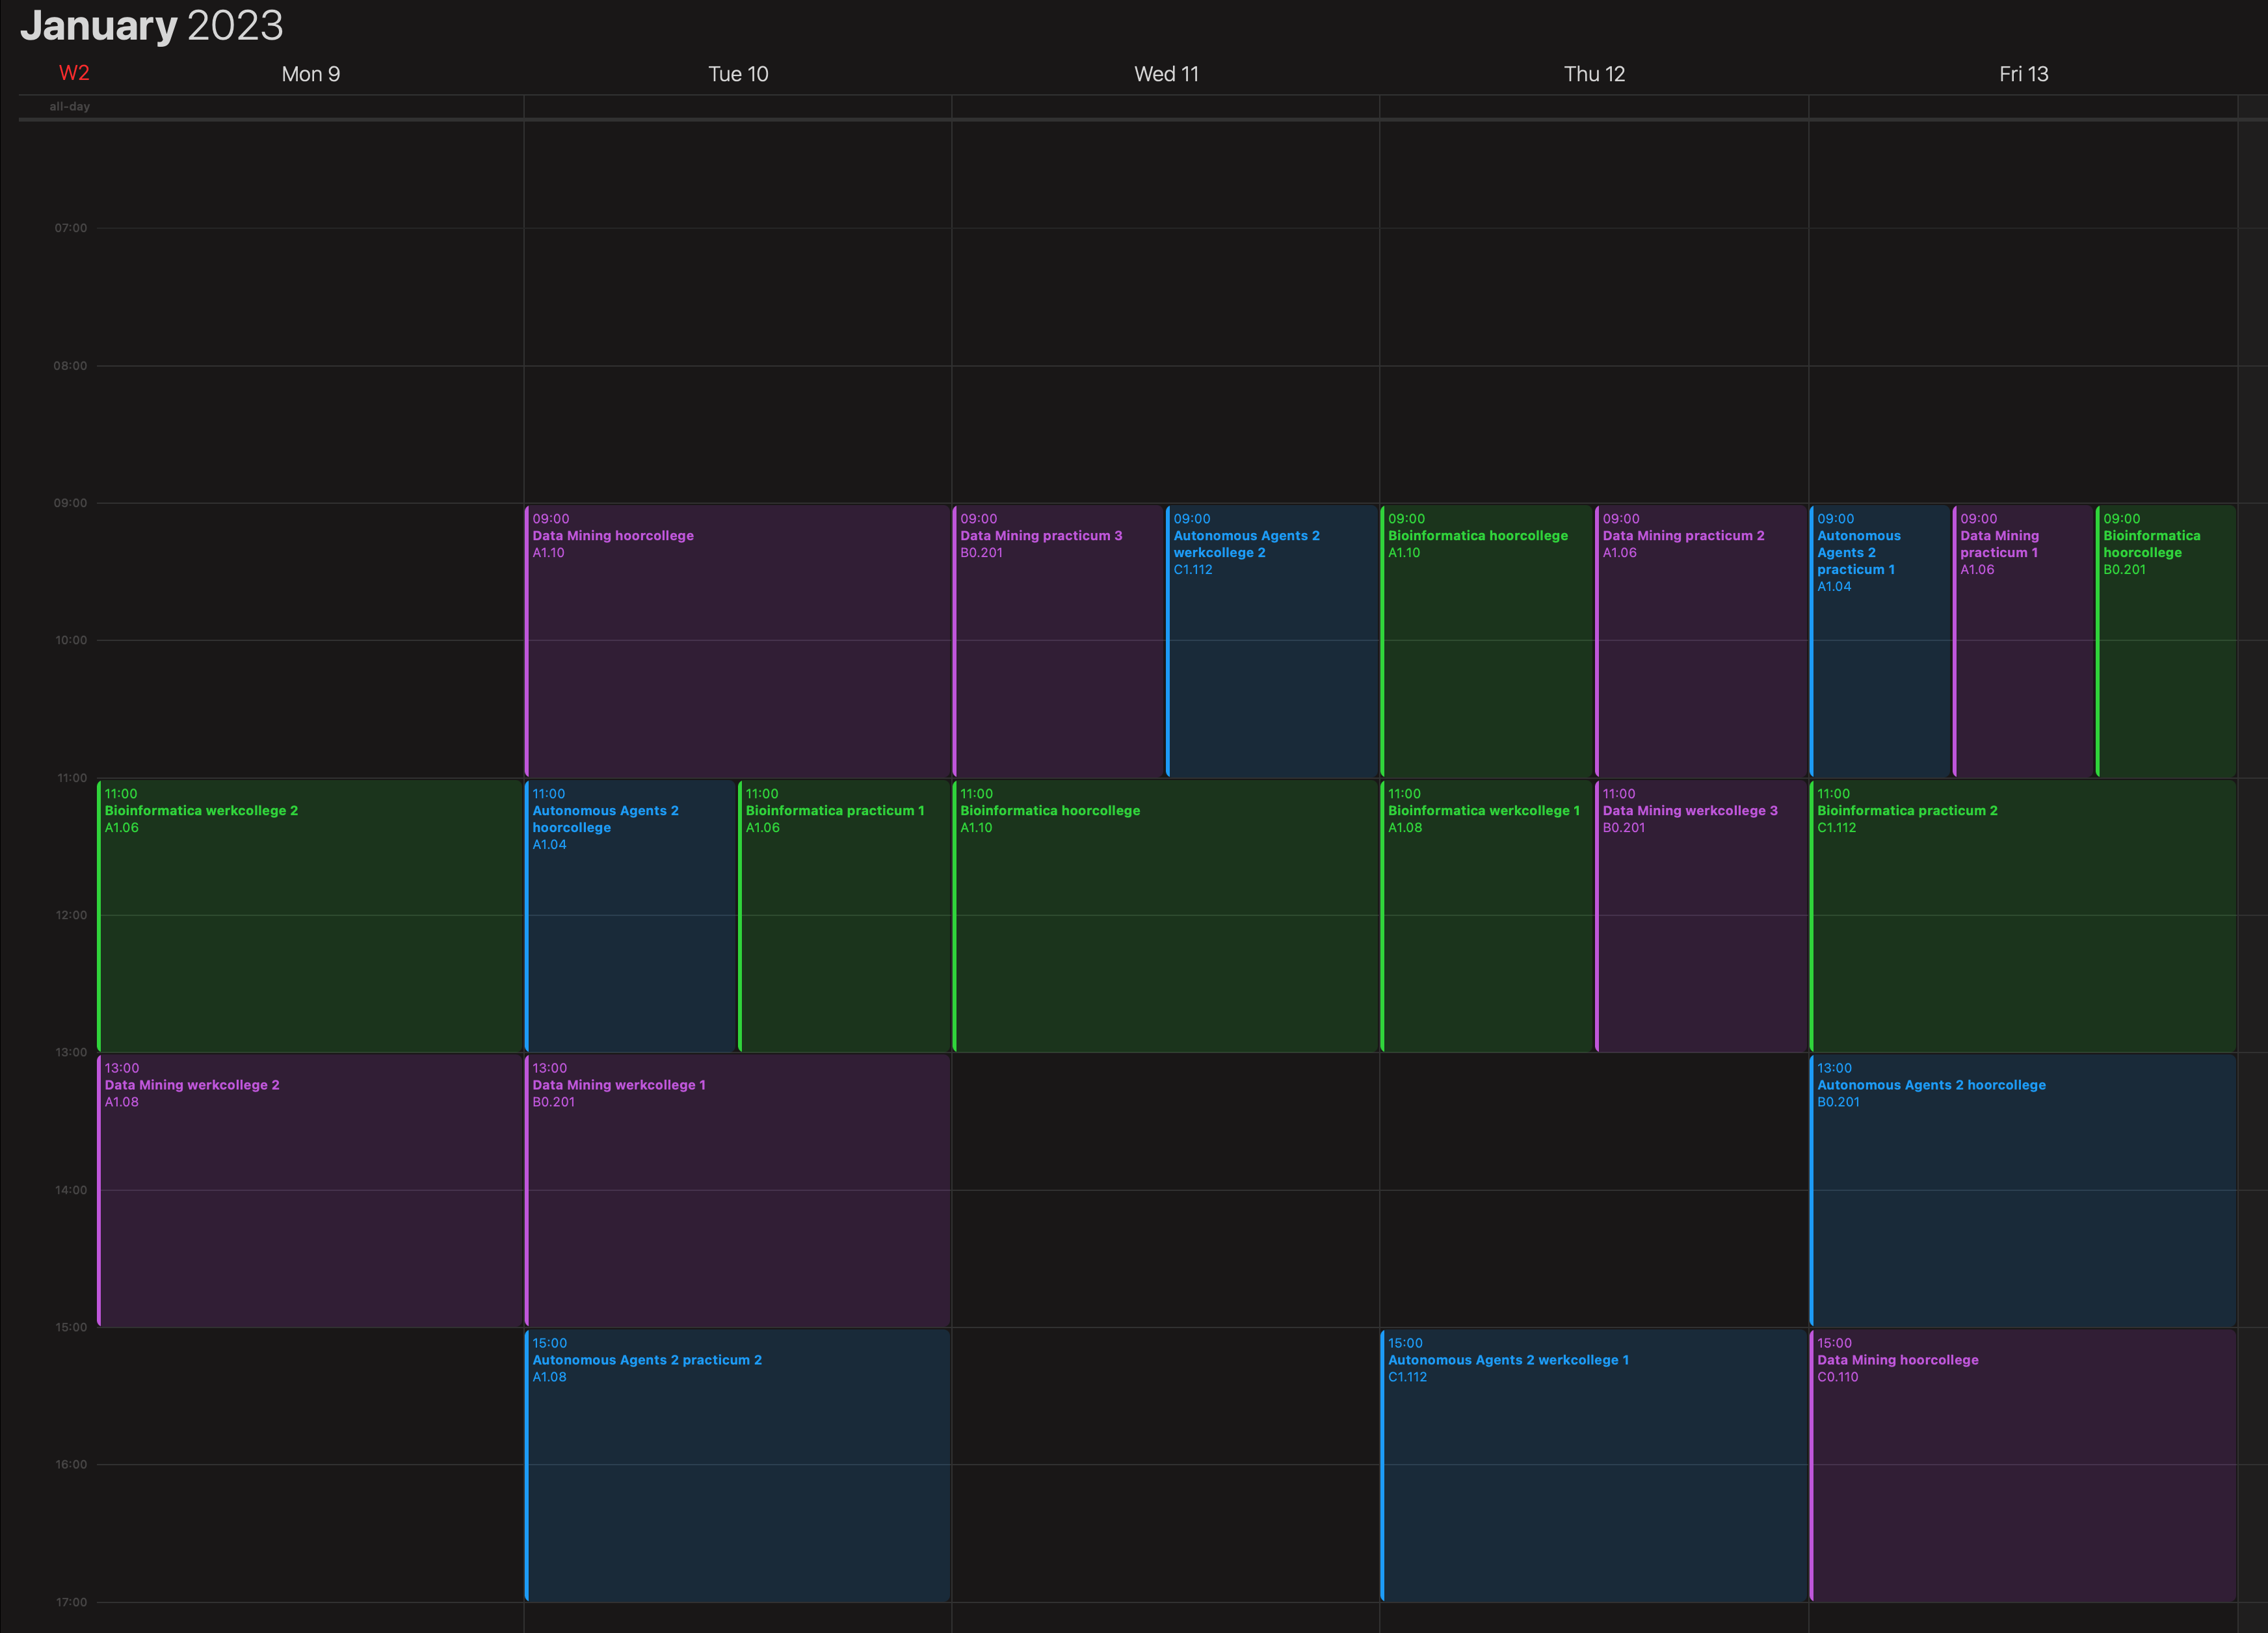 January 2023
W2
Mon 9
Tue 10
Wed 11
Thu 12
Fri 13
all-day
07:00
08:00
09:00
10:00
11:00
12:00
13:00
14:00
15:00
16:00
17:00
11:00
Bioinformatica werkcollege 2
A1.06
13:00
Data Mining werkcollege 2
A1.08
09:00
Data Mining hoorcollege
A1.10
11:00
Autonomous Agents 2
hoorcollege
A1.04
11:00
Bioinformatica practicum 1
A1.06
13:00
Data Mining werkcollege 1
B0.201
15:00
Autonomous Agents 2 practicum 2
A1.08
09:00
Data Mining practicum 3
B0.201
09:00
Autonomous Agents 2
werkcollege 2
C1.112
11:00
Bioinformatica hoorcollege
A1.10
09:00
Bioinformatica hoorcollege
A1.10
09:00
Data Mining practicum 2
A1.06
11:00
Bioinformatica werkcollege 1
A1.08
11:00
Data Mining werkcollege 3
B0.201
15:00
Autonomous Agents 2 werkcollege 1
C1.112
09:00
Autonomous
Agents 2
practicum 1
A1.04
09:00
Data Mining
practicum 1
A1.06
09:00
Bioinformatica
hoorcollege
B0.201
11:00
Bioinformatica practicum 2
C1.112
13:00
Autonomous Agents 2 hoorcollege
B0.201
15:00
Data Mining hoorcollege
C0.110